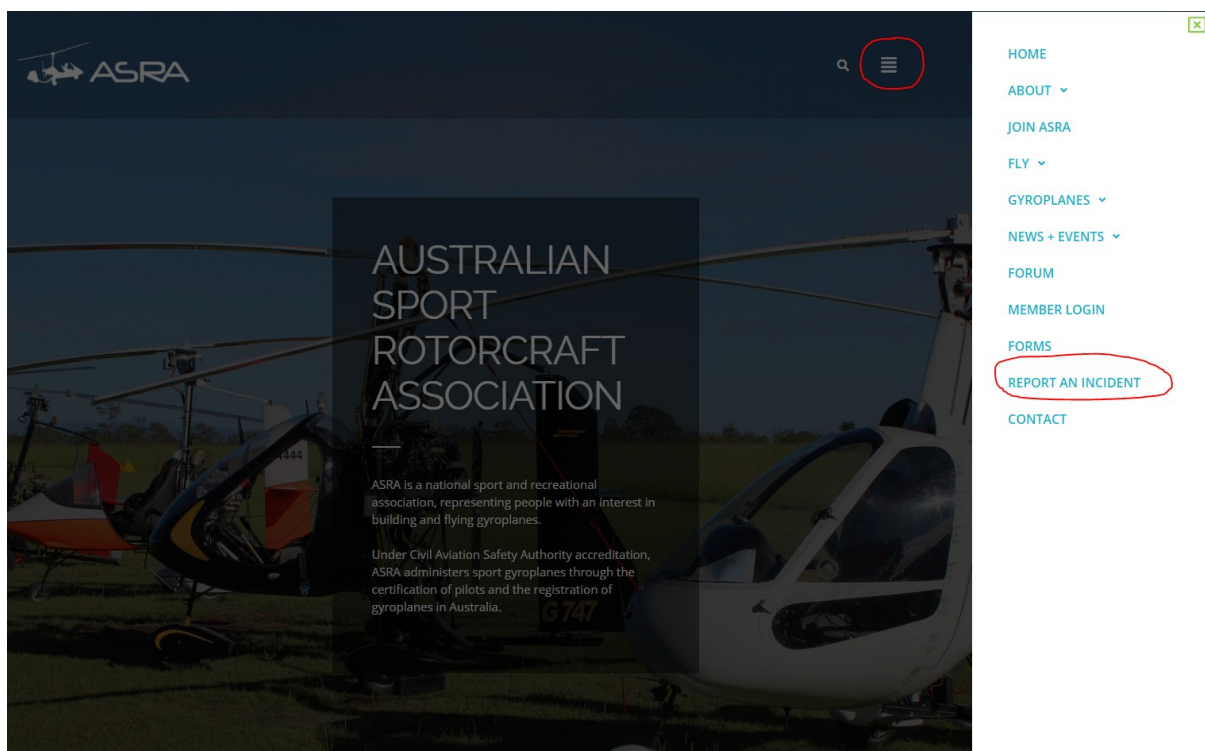 ASRA
HOME
ABOUT
JOIN ASRA
FLY
GYROPLANES
NEWS + EVENTS
FORUM
MEMBER LOGIN
FORMS
REPORT AN INCIDENT
CONTACT
AUSTRALIAN
SPORT
ROTORCRAFT
ASSOCIATION
ASRA is a national sport and recreational
association, representing people with an interest in
building and flying gyroplanes.
Under Civil Aviation Safety Authority accreditation,
ASRA administers sport gyroplanes through the
certification of pilots and the registration of
gyroplanes in Australia.
G747
444